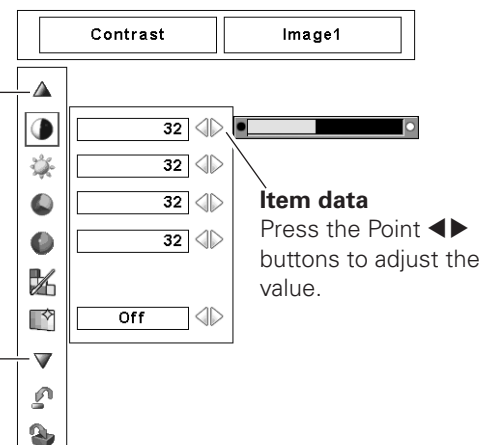 Contrast Image1
32
32
32
32
Off
Item data
Press the Point ◀▶
buttons to adjust the
value.